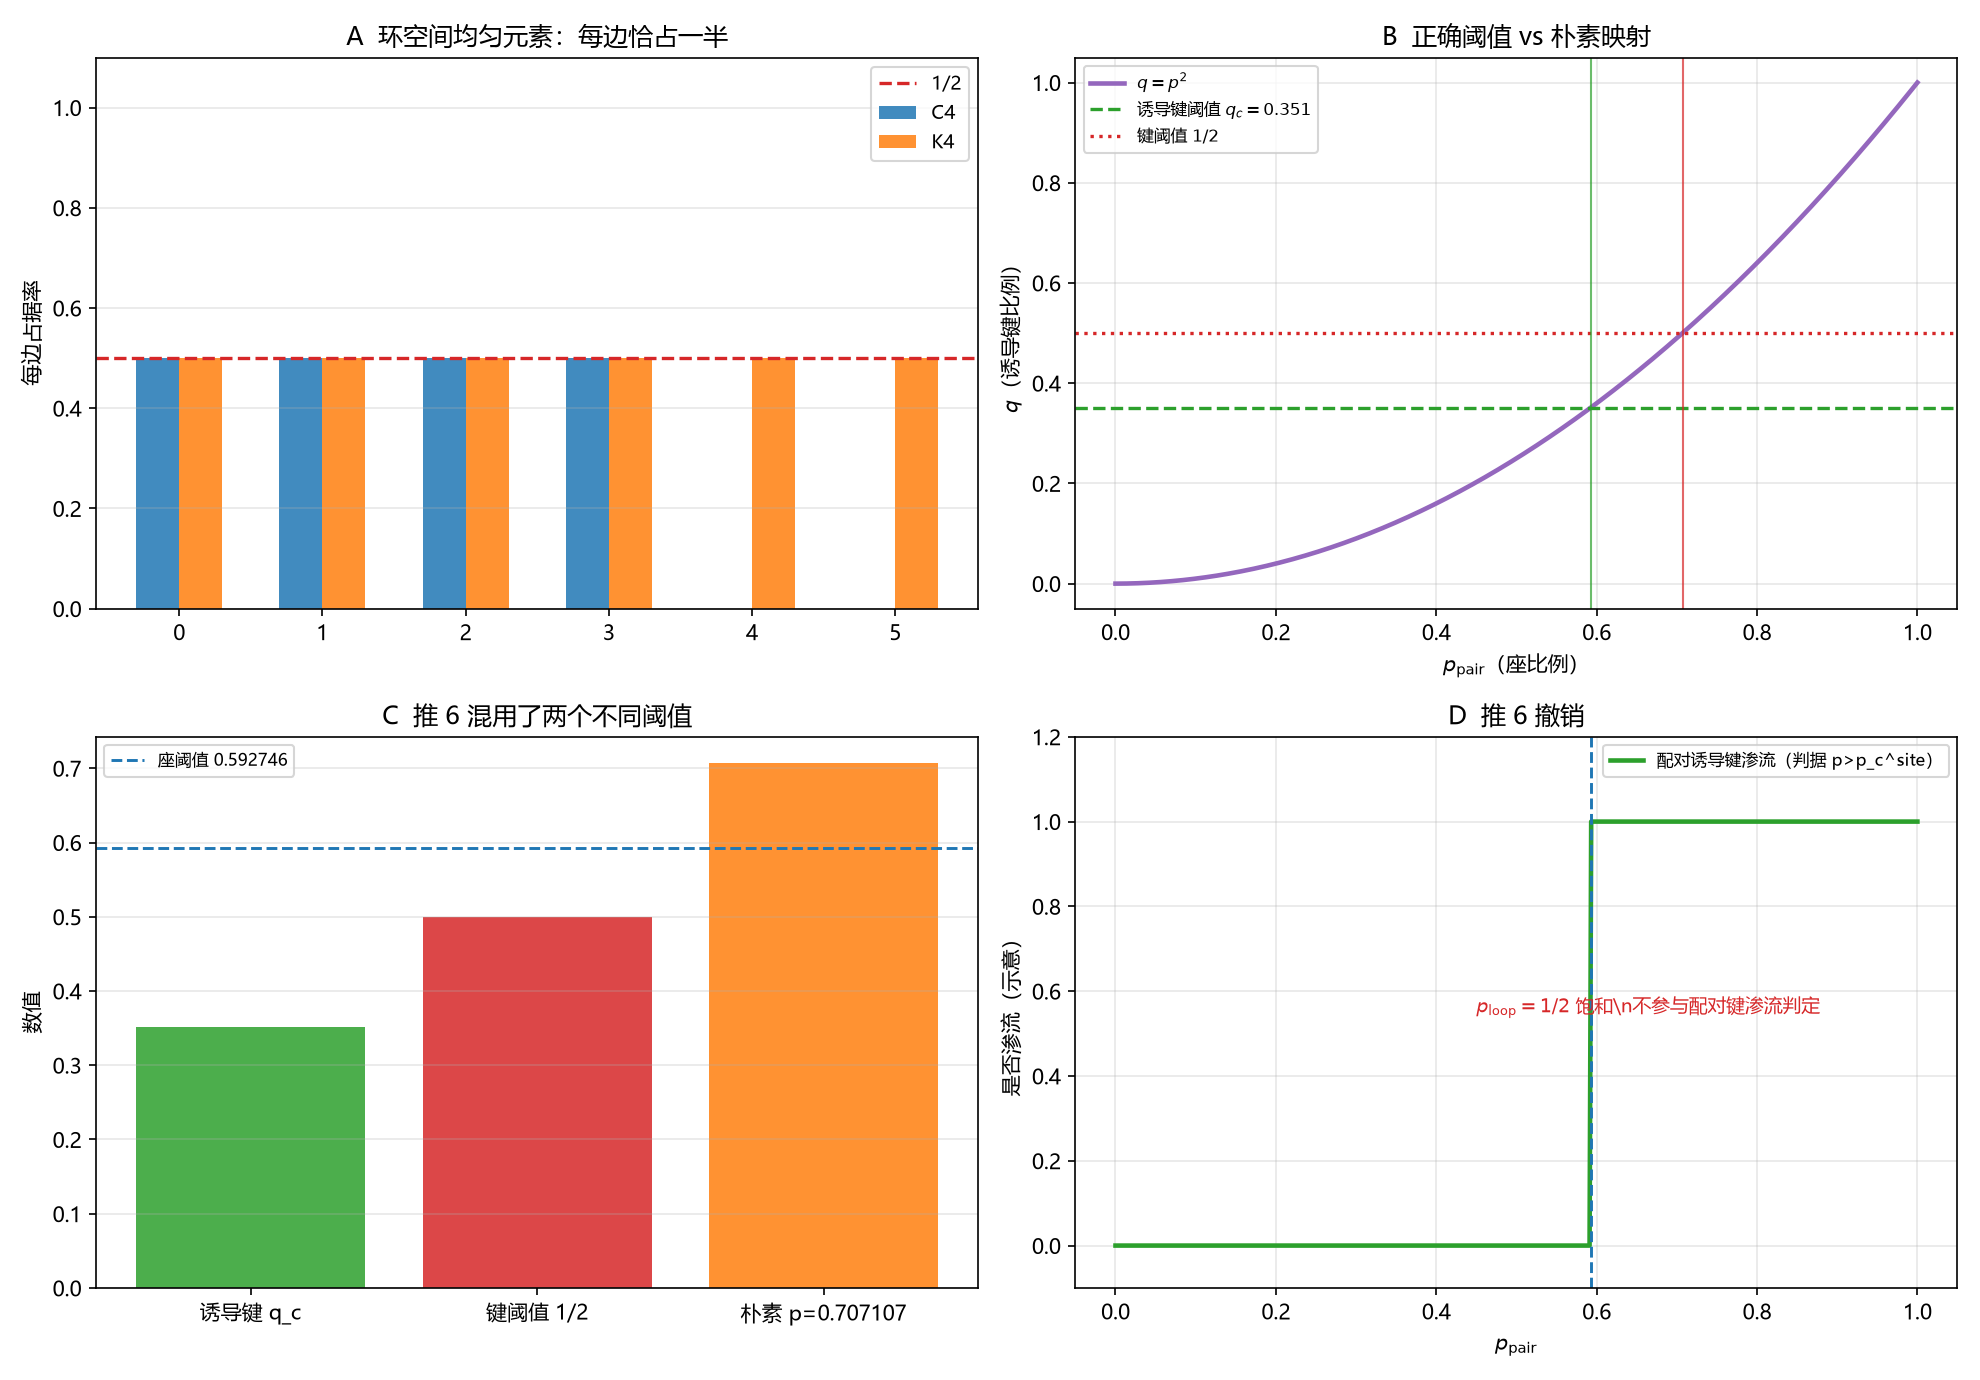 A 环空间均匀元素：每边恰占一半
1/2
C4
K4
每边占据率
1.0
0.8
0.6
0.4
0.2
0.0
0 1 2 3 4 5
B 正确阈值 vs 朴素映射
q = p²
诱导键阈值 q_c = 0.351
键阈值 1/2
q（诱导键比例）
1.0
0.8
0.6
0.4
0.2
0.0
0.0 0.2 0.4 0.6 0.8 1.0
p_pair（座比例）
C 推 6 混用了两个不同阈值
座阈值 0.592746
数值
0.7
0.6
0.5
0.4
0.3
0.2
0.1
0.0
诱导键 q_c 键阈值 1/2 朴素 p=0.707107
D 推 6 撤销
配对诱导键渗流（判据 p>p_c^site）
是否渗流（示意）
1.2
1.0
0.8
0.6
0.4
0.2
0.0
p_loop = 1/2 饱和\n不参与配对键渗流判定
0.0 0.2 0.4 0.6 0.8 1.0
p_pair